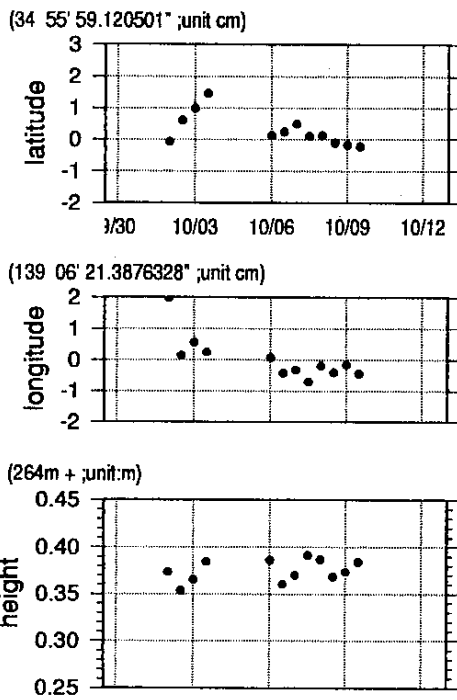 (34 55' 59.120501" ;unit cm)
3
2
1
0
-1
-2
latitude
9/30 10/03 10/06 10/09 10/12
(139 06' 21.3876328" ;unit cm)
2
1
0
-1
-2
longitude
(264m + ;unit:m)
0.45
0.40
0.35
0.30
0.25
height